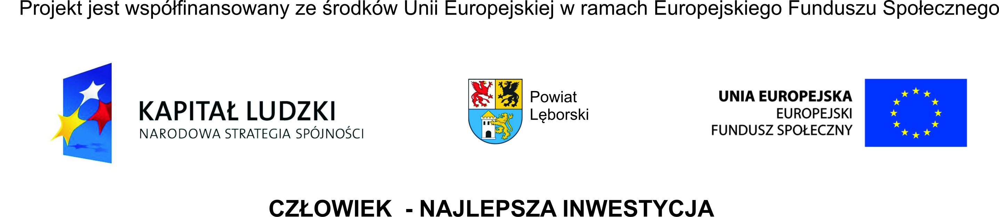 Projekt jest współfinansowany ze środków Unii Europejskiej w ramach Europejskiego Funduszu Społecznego
KAPITAŁ LUDZKI
NARODOWA STRATEGIA SPÓJNOŚCI
Powiat
Lęborski
UNIA EUROPEJSKA
EUROPEJSKI
FUNDUSZ SPOŁECZNY
CZŁOWIEK - NAJLEPSZA INWESTYCJA